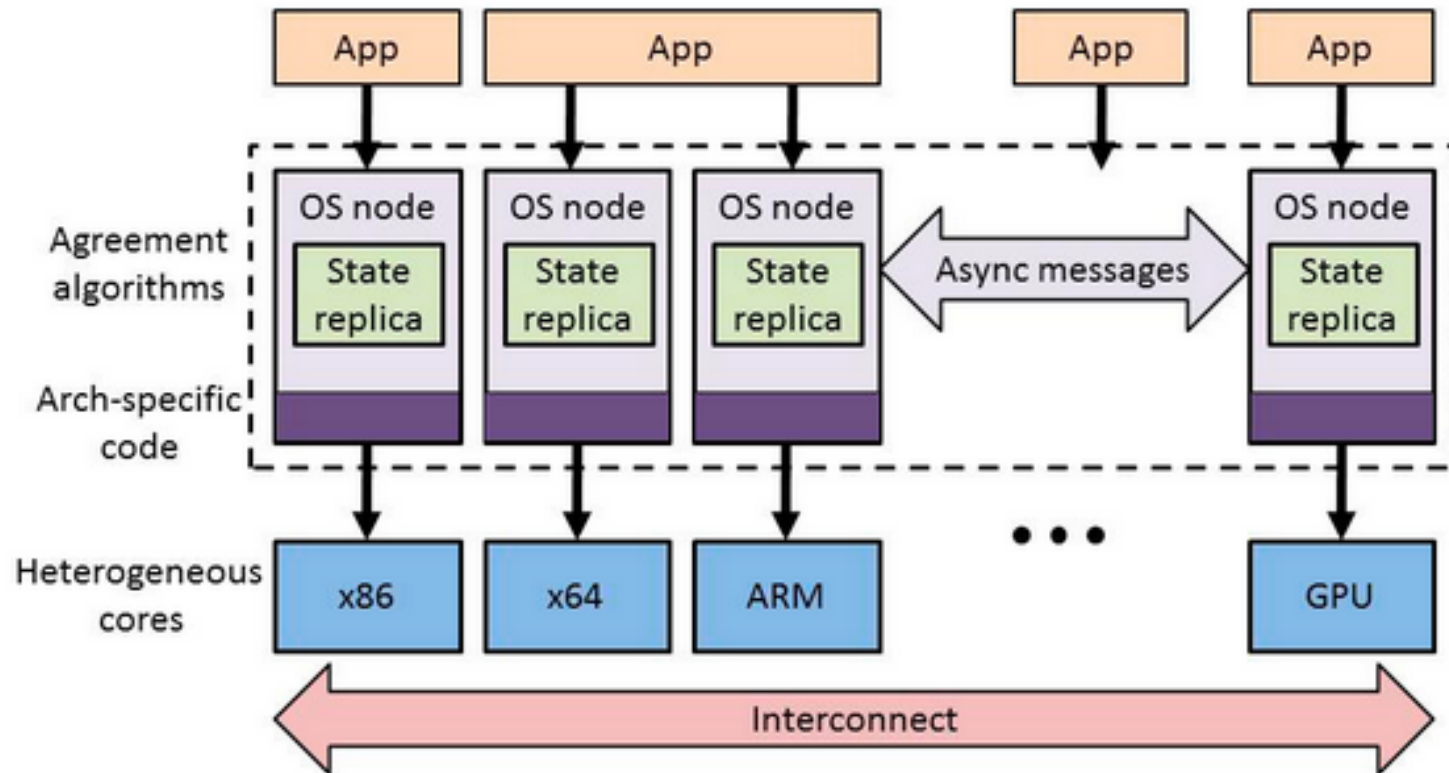 App
App
App
App
Agreement
algorithms
OS node
State
replica
OS node
State
replica
OS node
State
replica
Async messages
OS node
State
replica
Arch-specific
code
Heterogeneous
cores
x86
x64
ARM
GPU
Interconnect